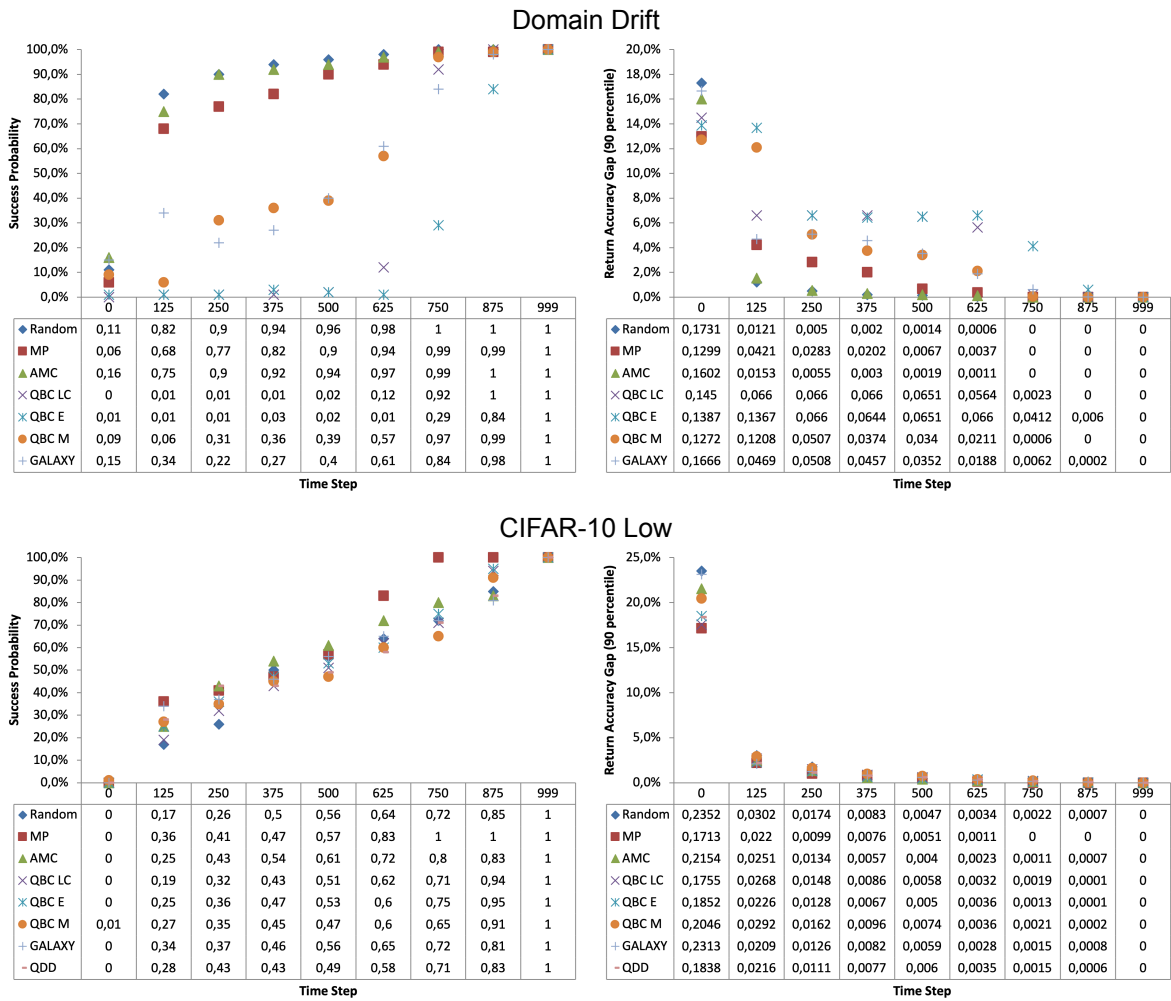 Domain Drift
100,0%
90,0%
80,0%
70,0%
60,0%
50,0%
40,0%
30,0%
20,0%
10,0%
0,0%
Success Probability
0 125 250 375 500 625 750 875 999
Random 0,11 0,82 0,9 0,94 0,96 0,98 1 1 1
MP 0,06 0,68 0,77 0,82 0,9 0,94 0,99 0,99 1
AMC 0,16 0,75 0,9 0,92 0,94 0,97 0,99 1 1
QBC LC 0 0,01 0,01 0,01 0,02 0,12 0,92 1 1
QBC E 0,01 0,01 0,01 0,03 0,02 0,01 0,29 0,84 1
QBC M 0,09 0,06 0,31 0,36 0,39 0,57 0,97 0,99 1
GALAXY 0,15 0,34 0,22 0,27 0,4 0,61 0,84 0,98 1
Time Step
20,0%
18,0%
16,0%
14,0%
12,0%
10,0%
8,0%
6,0%
4,0%
2,0%
0,0%
Return Accuracy Gap (90 percentile)
0 125 250 375 500 625 750 875 999
Random 0,1731 0,0121 0,005 0,002 0,0014 0,0006 0 0 0
MP 0,1299 0,0421 0,0283 0,0202 0,0067 0,0037 0 0 0
AMC 0,1602 0,0153 0,0055 0,003 0,0019 0,0011 0 0 0
QBC LC 0,145 0,066 0,066 0,066 0,0651 0,0564 0,0023 0 0
QBC E 0,1387 0,1367 0,066 0,0644 0,0651 0,066 0,0412 0,006 0
QBC M 0,1272 0,1208 0,0507 0,0374 0,034 0,0211 0,0006 0 0
GALAXY 0,1666 0,0469 0,0508 0,0457 0,0352 0,0188 0,0062 0,0002 0
Time Step
CIFAR-10 Low
100,0%
90,0%
80,0%
70,0%
60,0%
50,0%
40,0%
30,0%
20,0%
10,0%
0,0%
Success Probability
0 125 250 375 500 625 750 875 999
Random 0 0,17 0,26 0,5 0,56 0,64 0,72 0,85 1
MP 0 0,36 0,41 0,47 0,57 0,83 1 1 1
AMC 0 0,25 0,43 0,54 0,61 0,72 0,8 0,83 1
QBC LC 0 0,19 0,32 0,43 0,51 0,62 0,71 0,94 1
QBC E 0 0,25 0,36 0,47 0,53 0,6 0,75 0,95 1
QBC M 0,01 0,27 0,35 0,45 0,47 0,6 0,65 0,91 1
GALAXY 0 0,34 0,37 0,46 0,56 0,65 0,72 0,81 1
QDD 0 0,28 0,43 0,43 0,49 0,58 0,71 0,83 1
Time Step
25,0%
20,0%
15,0%
10,0%
5,0%
0,0%
Return Accuracy Gap (90 percentile)
0 125 250 375 500 625 750 875 999
Random 0,2352 0,0302 0,0174 0,0083 0,0047 0,0034 0,0022 0,0007 0
MP 0,1713 0,022 0,0099 0,0076 0,0051 0,0011 0 0 0
AMC 0,2154 0,0251 0,0134 0,0057 0,004 0,0023 0,0011 0,0007 0
QBC LC 0,1755 0,0268 0,0148 0,0086 0,0058 0,0032 0,0019 0,0001 0
QBC E 0,1852 0,0226 0,0128 0,0067 0,005 0,0036 0,0013 0,0001 0
QBC M 0,2046 0,0292 0,0162 0,0096 0,0074 0,0036 0,0021 0,0002 0
GALAXY 0,2313 0,0209 0,0126 0,0082 0,0059 0,0028 0,0015 0,0008 0
QDD 0,1838 0,0216 0,0111 0,0077 0,006 0,0035 0,0015 0,0006 0
Time Step